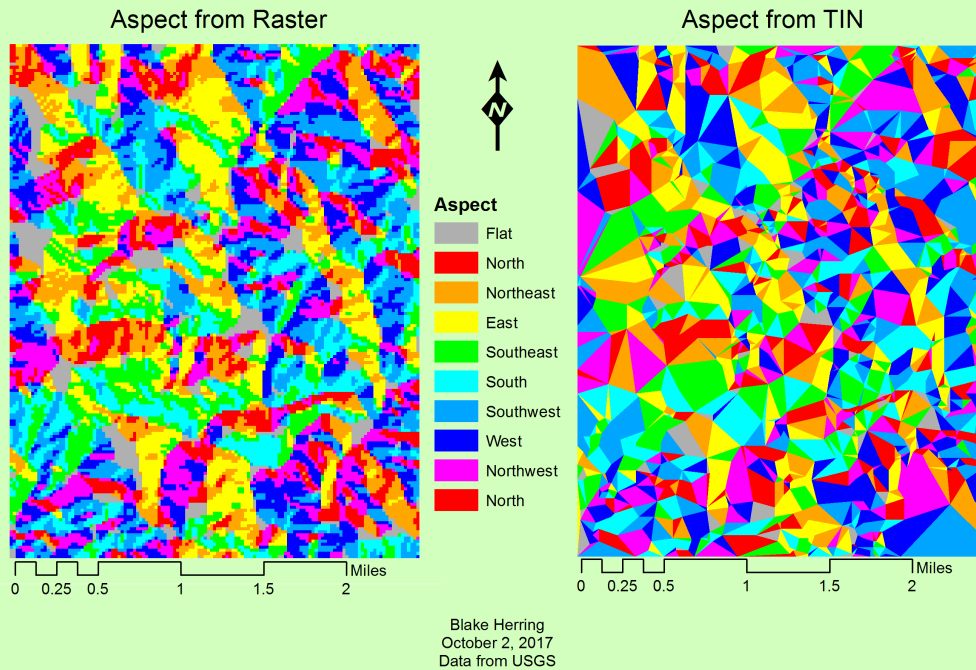 Aspect from Raster
Aspect from TIN
N
Aspect
Flat
North
Northeast
East
Southeast
South
Southwest
West
Northwest
North
0 0.25 0.5 1 1.5 2 Miles
0 0.25 0.5 1 1.5 2 Miles
Blake Herring
October 2, 2017
Data from USGS